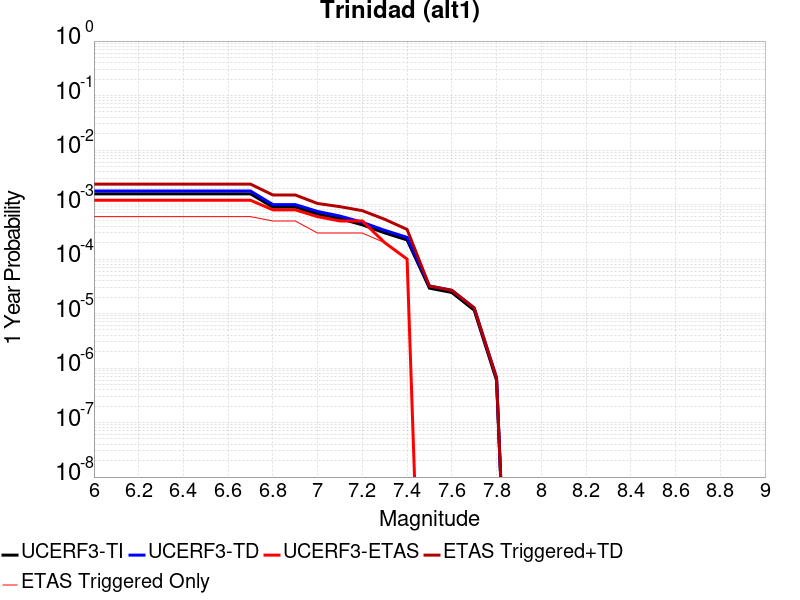 Trinidad (alt1)
10^0
10^-1
10^-2
10^-3
10^-4
10^-5
10^-6
10^-7
10^-8
1 Year Probability
6 6.2 6.4 6.6 6.8 7 7.2 7.4 7.6 7.8 8 8.2 8.4 8.6 8.8 9
Magnitude
UCERF3-TI UCERF3-TD UCERF3-ETAS ETAS Triggered+TD
ETAS Triggered Only